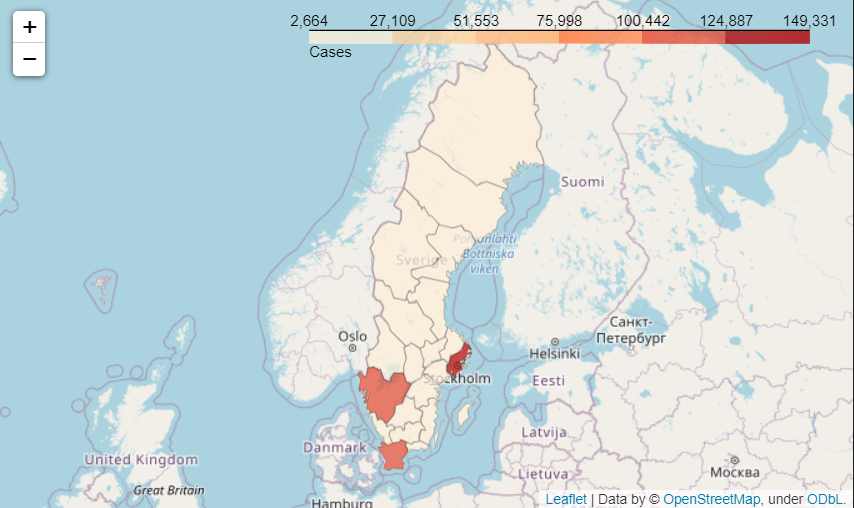 +
−
2,664 27,109 51,553 75,998 100,442 124,887 149,331
Cases
Suomi
Pohjanlahti
Bottniska
viken
Sverige
Oslo
Санкт-
Петербург
Helsinki
Stockholm
Eesti
Latvija
Danmark
United Kingdom
Lietuva
Москва
Great Britain
Hamburg
Leaflet | Data by © OpenStreetMap, under ODbL.